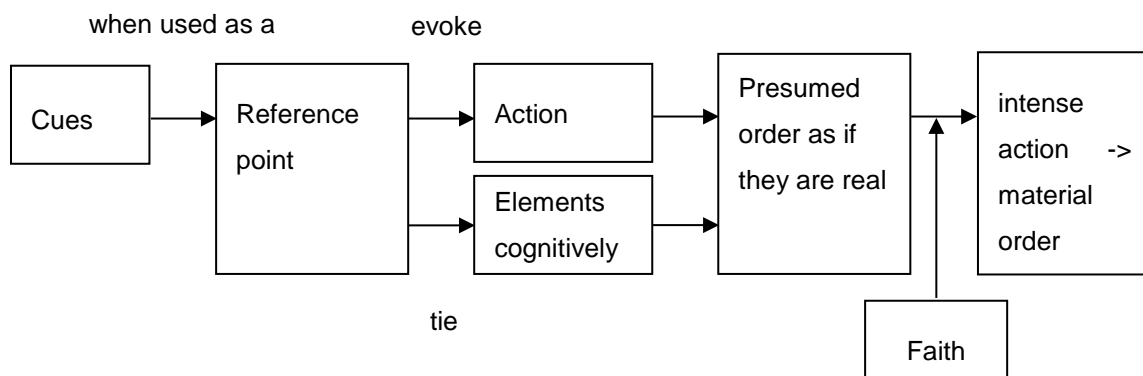 when used as a
evoke
Cues
Reference
point
Action
Elements
cognitively
tie
Presumed
order as if
they are real
Faith
intense
action ->
material
order